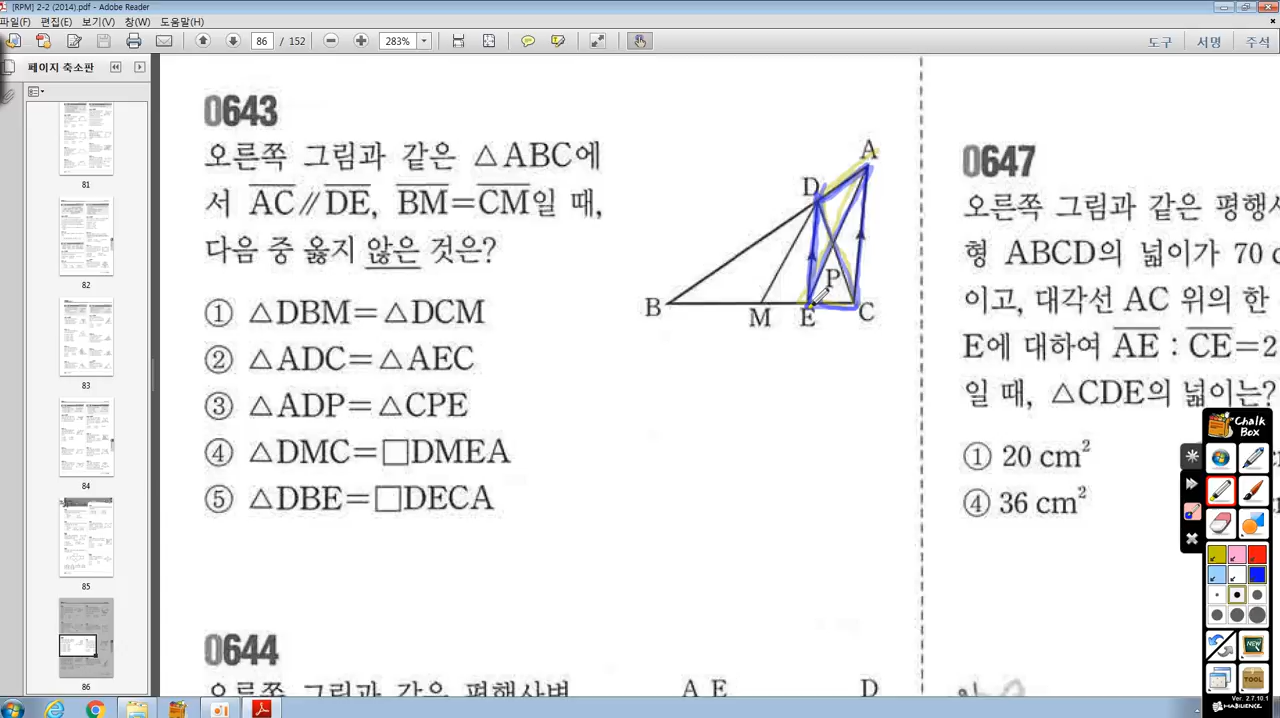 [RPM] 2-2 (2014).pdf - Adobe Reader
파일(F) 편집(E) 보기(V) 창(W) 도움말(H)
86 / 152 283% 도구 서명 주석
페이지 축소판
81
82
83
84
85
86
0643
오른쪽 그림과 같은 △ABC에
서 AC∥DE, BM=CM일 때,
다음 중 옳지 않은 것은?
① △DBM=△DCM
② △ADC=△AEC
③ △ADP=△CPE
④ △DMC=□DMEA
⑤ △DBE=□DECA
A
D
P
B M E C
0644
오른쪽 그림과 같은 평행사변
A E D
0647
오른쪽 그림과 같은 평행사
형 ABCD의 넓이가 70
이고, 대각선 AC 위의 한
E에 대하여 AE : CE=2
일 때, △CDE의 넓이는?
① 20 cm²
④ 36 cm²
Chalk Box
NEW
TOOL
Ver. 2.7.10.1